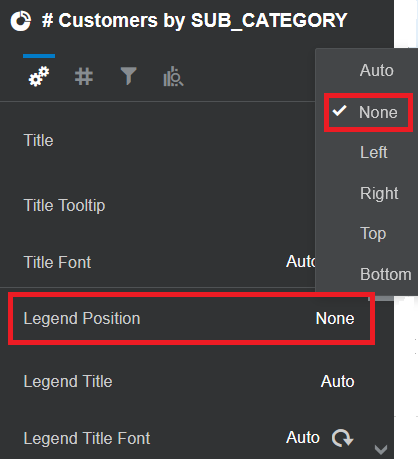 # Customers by SUB_CATEGORY
Auto
None
Left
Right
Top
Bottom
Title
Title Tooltip
Title Font Auto
Legend Position None
Legend Title Auto
Legend Title Font Auto